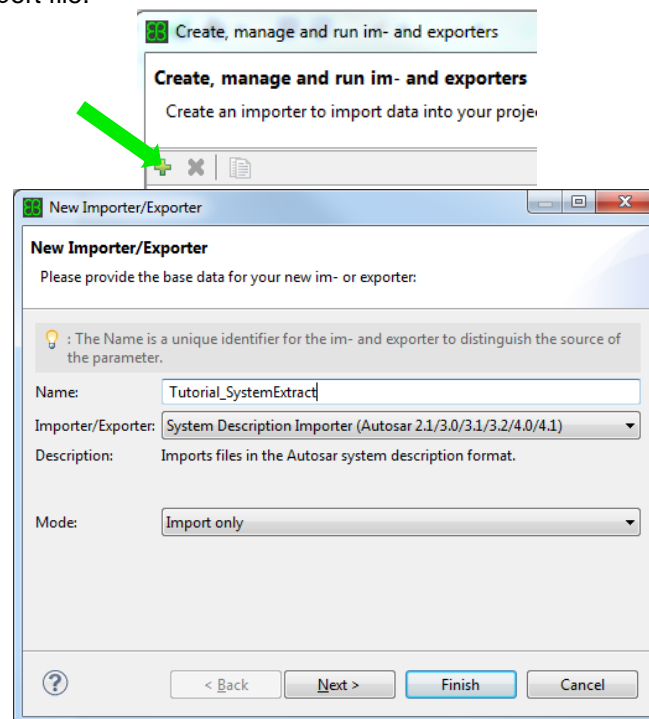 Create, manage and run im- and exporters
Create, manage and run im- and exporters
Create an importer to import data into your proje
New Importer/Exporter
New Importer/Exporter
Please provide the base data for your new im- or exporter:
: The Name is a unique identifier for the im- and exporter to distinguish the source of
the parameter.
Name: Tutorial_SystemExtract
Importer/Exporter: System Description Importer (Autosar 2.1/3.0/3.1/3.2/4.0/4.1)
Description: Imports files in the Autosar system description format.
Mode: Import only
? < Back Next > Finish Cancel